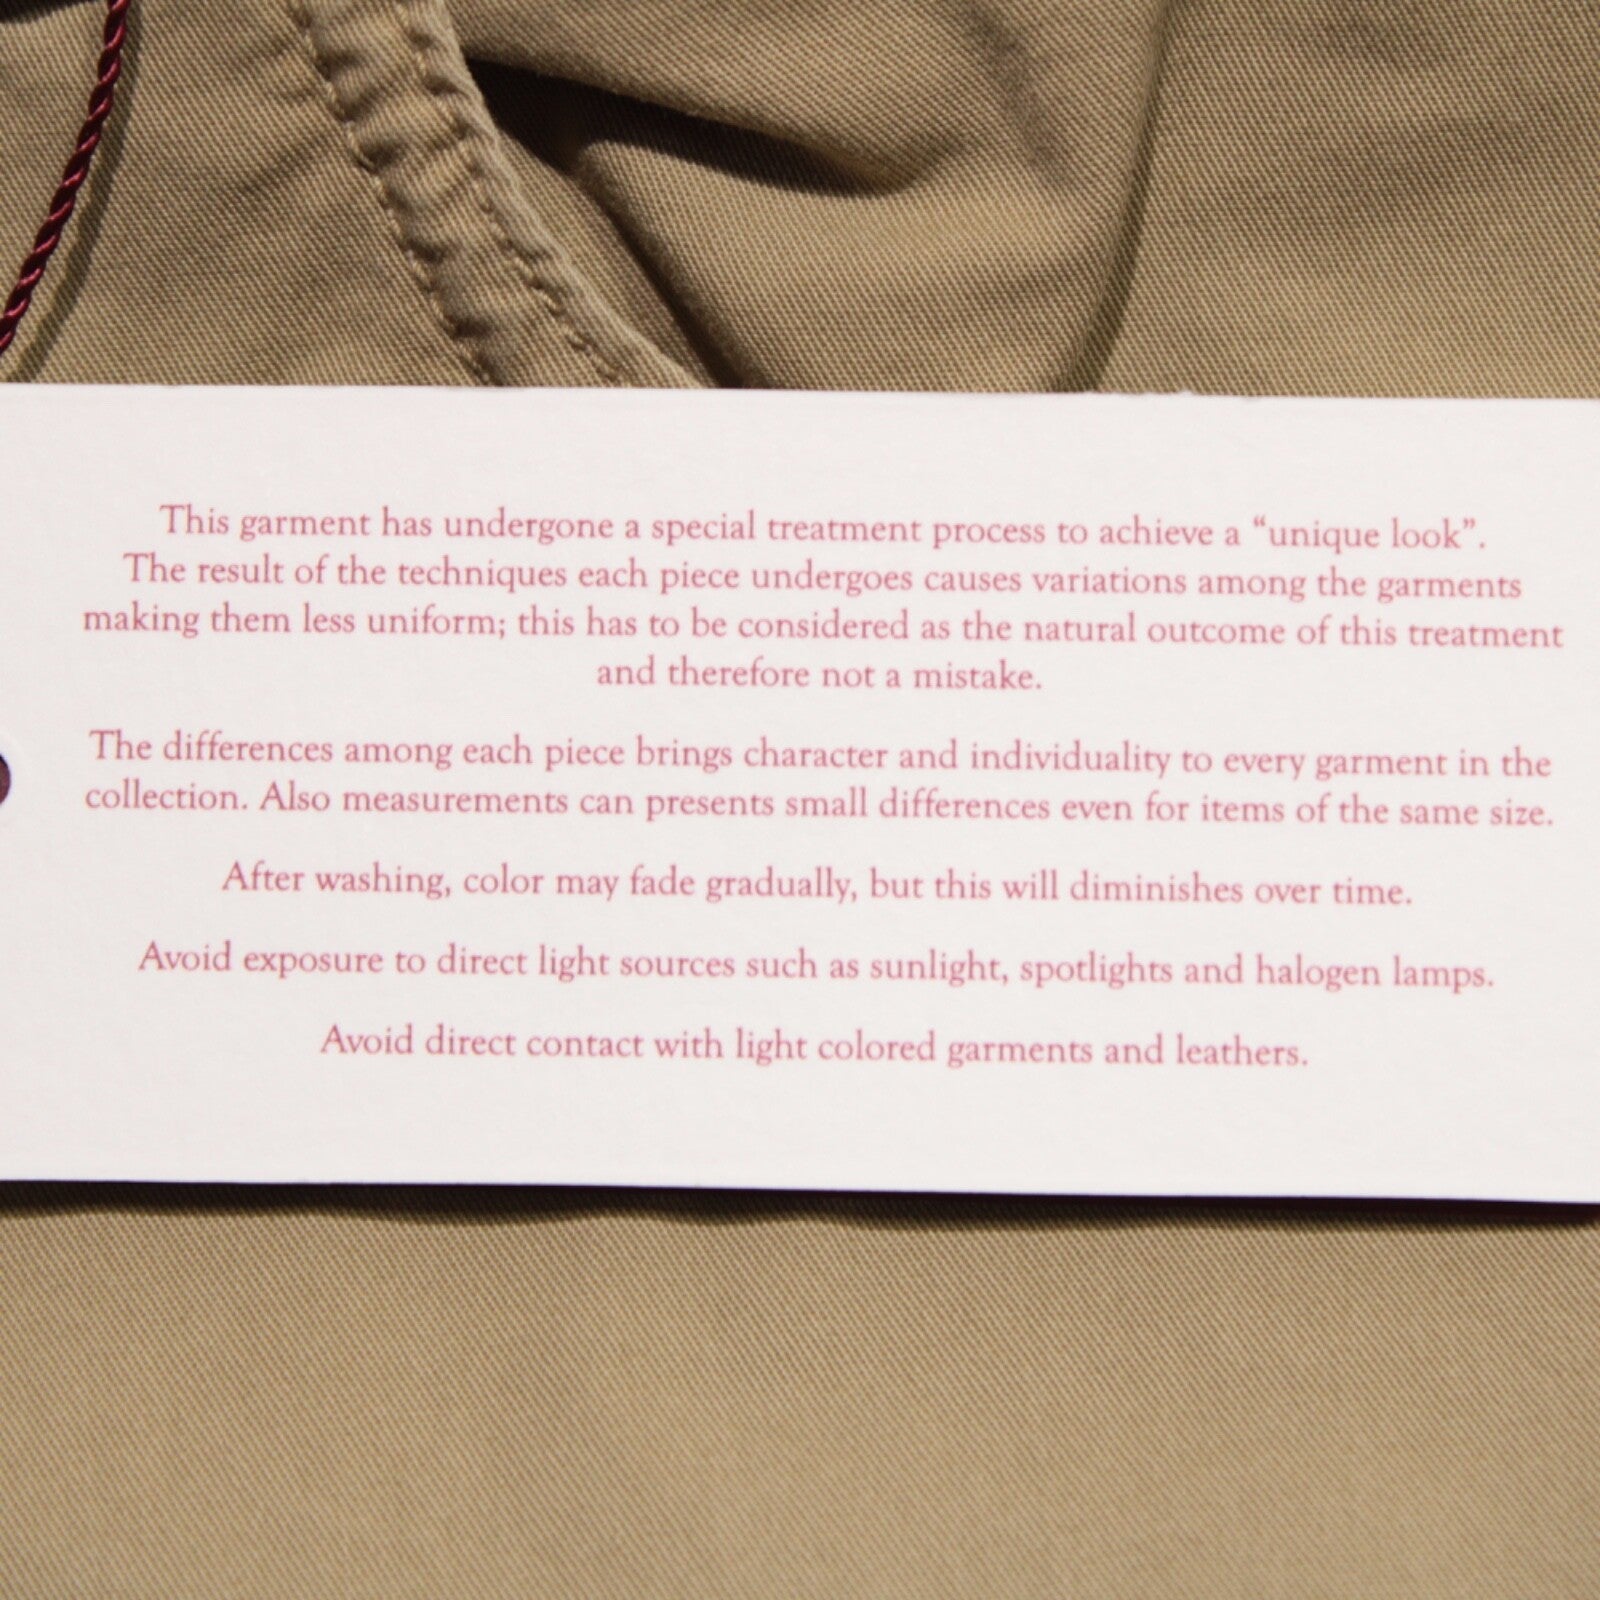 This garment has undergone a special treatment process to achieve a “unique look”.
The result of the techniques each piece undergoes causes variations among the garments
making them less uniform; this has to be considered as the natural outcome of this treatment
and therefore not a mistake.
The differences among each piece brings character and individuality to every garment in the
collection. Also measurements can presents small differences even for items of the same size.
After washing, color may fade gradually, but this will diminishes over time.
Avoid exposure to direct light sources such as sunlight, spotlights and halogen lamps.
Avoid direct contact with light colored garments and leathers.